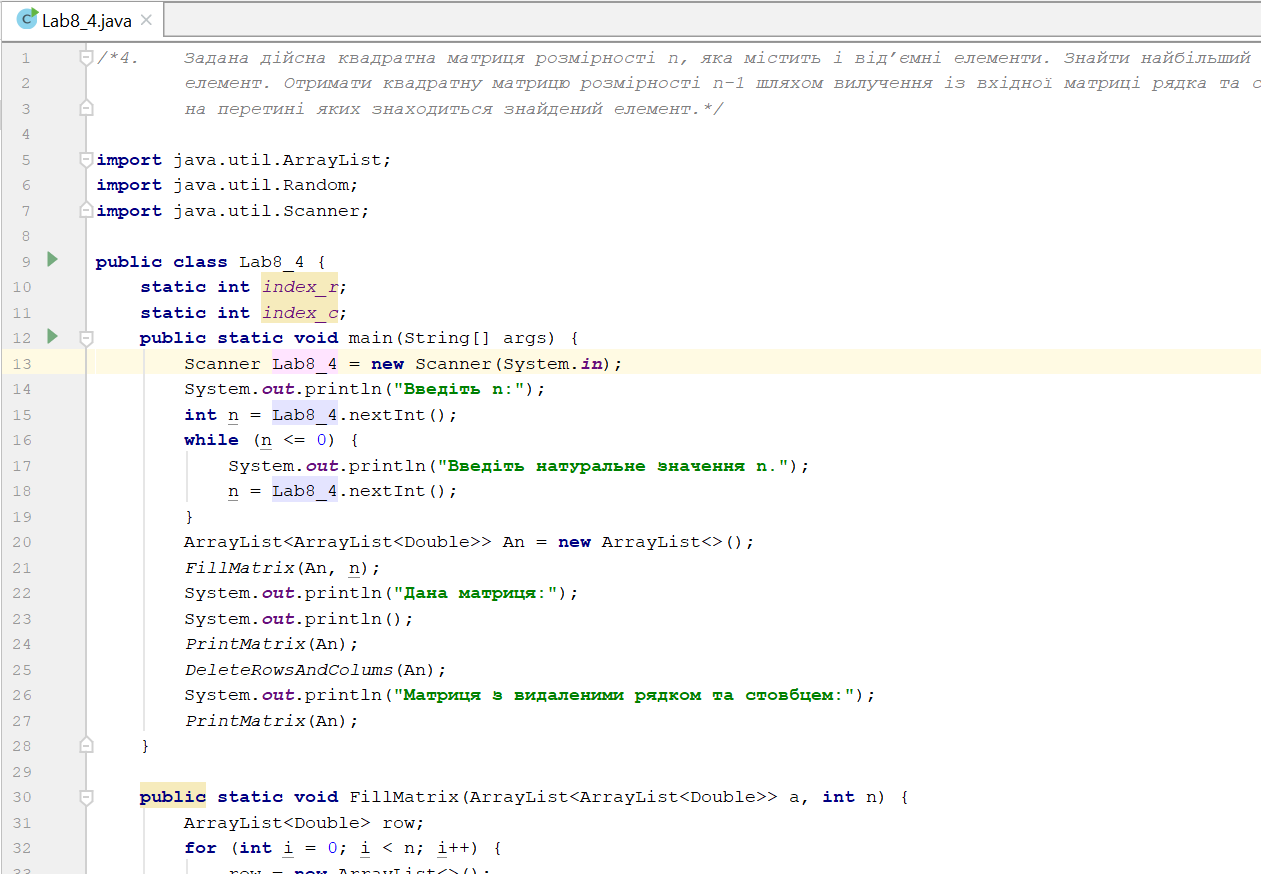 Lab8_4.java
1 /*4. Задана дійсна квадратна матриця розмірності n, яка містить і від’ємні елементи. Знайти найбільший
2 елемент. Отримати квадратну матрицю розмірності n-1 шляхом вилучення із вхідної матриці рядка та
3 на перетині яких знаходиться знайдений елемент.*/
4
5 import java.util.ArrayList;
6 import java.util.Random;
7 import java.util.Scanner;
8
9 public class Lab8_4 {
10 static int index_r;
11 static int index_c;
12 public static void main(String[] args) {
13 Scanner Lab8_4 = new Scanner(System.in);
14 System.out.println("Введіть n:");
15 int n = Lab8_4.nextInt();
16 while (n <= 0) {
17 System.out.println("Введіть натуральне значення n.");
18 n = Lab8_4.nextInt();
19 }
20 ArrayList<ArrayList<Double>> An = new ArrayList<>();
21 FillMatrix(An, n);
22 System.out.println("Дана матриця:");
23 System.out.println();
24 PrintMatrix(An);
25 DeleteRowsAndColums(An);
26 System.out.println("Матриця з видаленими рядком та стовбцем:");
27 PrintMatrix(An);
28 }
29
30 public static void FillMatrix(ArrayList<ArrayList<Double>> a, int n) {
31 ArrayList<Double> row;
32 for (int i = 0; i < n; i++) {
33 row = new ArrayList<>();